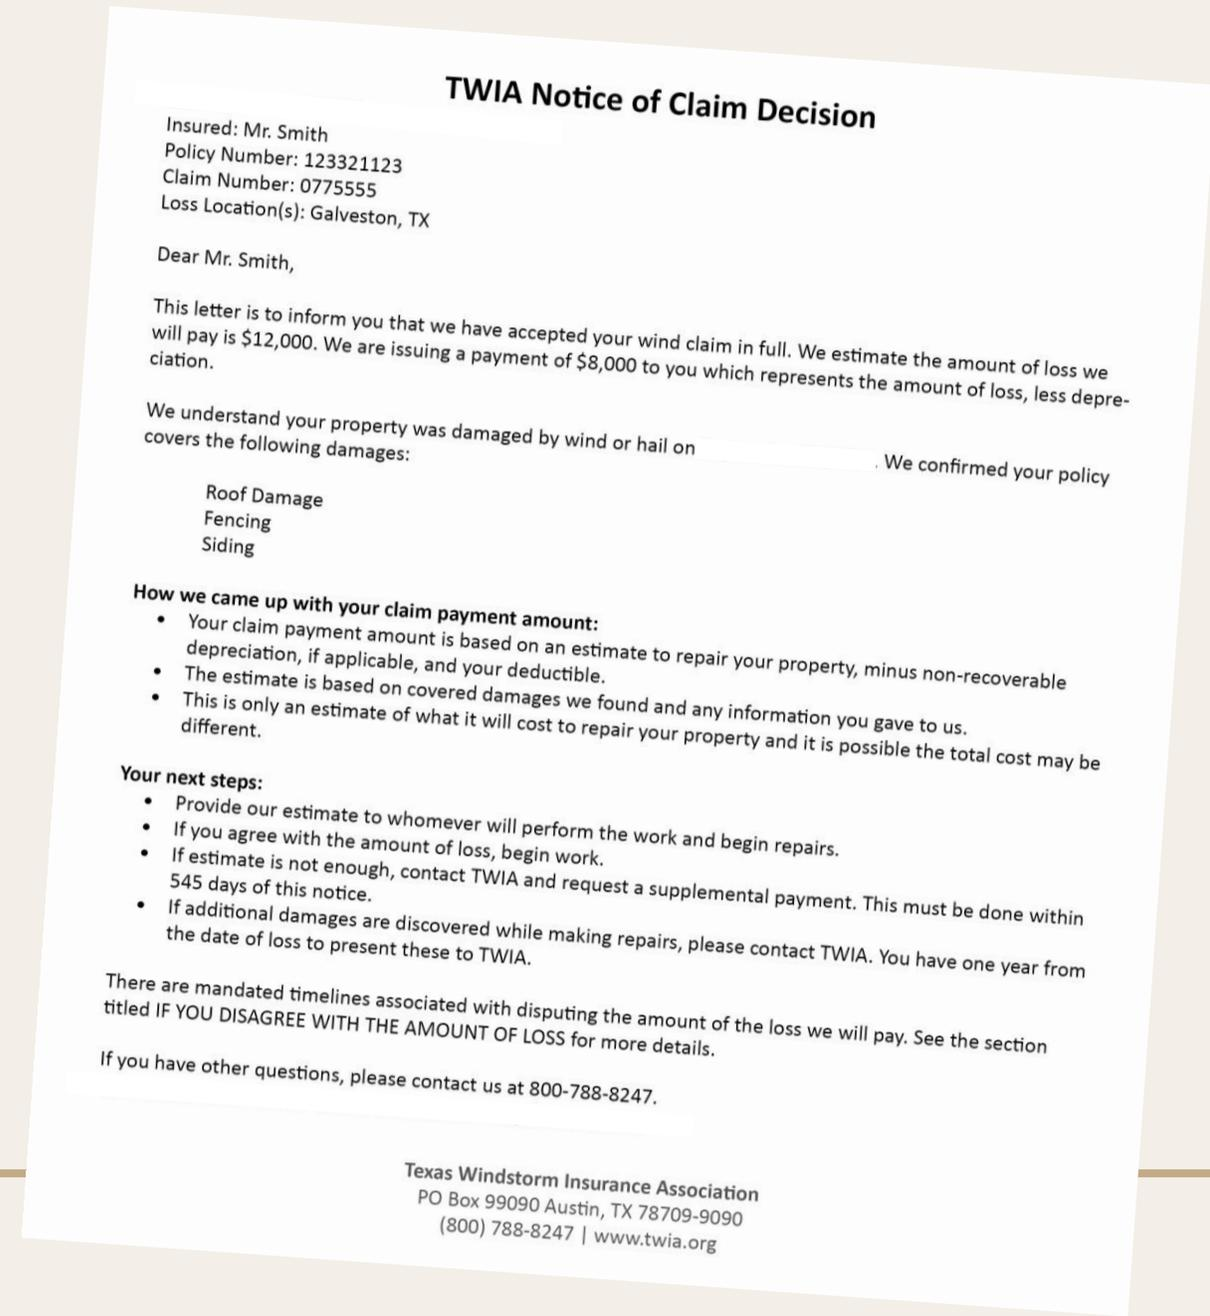 TWIA Notice of Claim Decision
Insured: Mr. Smith
Policy Number: 123321123
Claim Number: 0775555
Loss Location(s): Galveston, TX
Dear Mr. Smith,
This letter is to inform you that we have accepted your wind claim in full. We estimate the amount of loss we
will pay is $12,000. We are issuing a payment of $8,000 to you which represents the amount of loss, less depre-
ciation.
We understand your property was damaged by wind or hail on . We confirmed your policy
covers the following damages:
Roof Damage
Fencing
Siding
How we came up with your claim payment amount:
• Your claim payment amount is based on an estimate to repair your property, minus non-recoverable
depreciation, if applicable, and your deductible.
• The estimate is based on covered damages we found and any information you gave to us.
• This is only an estimate of what it will cost to repair your property and it is possible the total cost may be
different.
Your next steps:
• Provide our estimate to whomever will perform the work and begin repairs.
• If you agree with the amount of loss, begin work.
• If estimate is not enough, contact TWIA and request a supplemental payment. This must be done within
545 days of this notice.
• If additional damages are discovered while making repairs, please contact TWIA. You have one year from
the date of loss to present these to TWIA.
There are mandated timelines associated with disputing the amount of the loss we will pay. See the section
titled IF YOU DISAGREE WITH THE AMOUNT OF LOSS for more details.
If you have other questions, please contact us at 800-788-8247.
Texas Windstorm Insurance Association
PO Box 99090 Austin, TX 78709-9090
(800) 788-8247 | www.twia.org